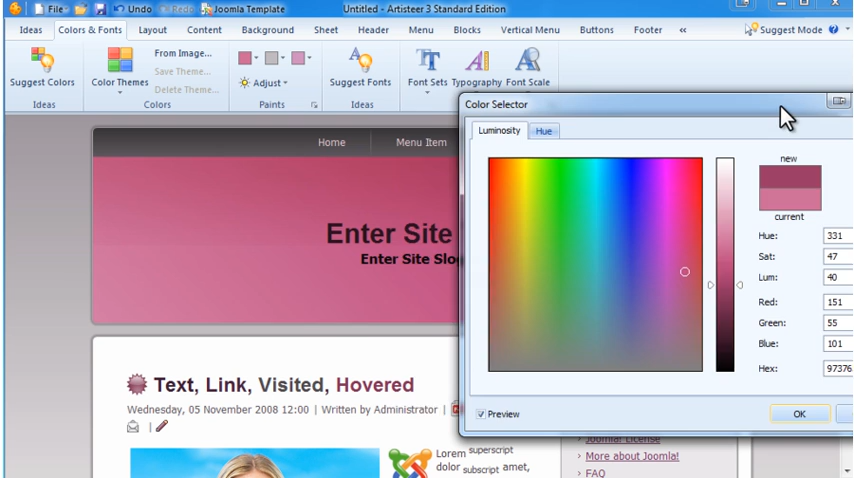 File Undo Redo Joomla Template Untitled - Artisteer 3 Standard Edition
Ideas Colors & Fonts Layout Content Background Sheet Header Menu Blocks Vertical Menu Buttons Footer « Suggest Mode
Suggest Colors Color Themes From Image... Save Theme... Delete Theme... Adjust Suggest Fonts Font Sets Typography Font Scale
Ideas Colors Paints Ideas
Color Selector
Luminosity Hue
Home Menu Item
new
current
Enter Site
Enter Site Slo
Hue: 331
Sat: 47
Lum: 40
Red: 151
Green: 55
Blue: 101
Hex: 97376
Preview OK
Text, Link, Visited, Hovered
Wednesday, 05 November 2008 12:00 | Written by Administrator |
|
Joomla! License
Lorem superscript
dolor subscript amet,
More about Joomla!
FAQ